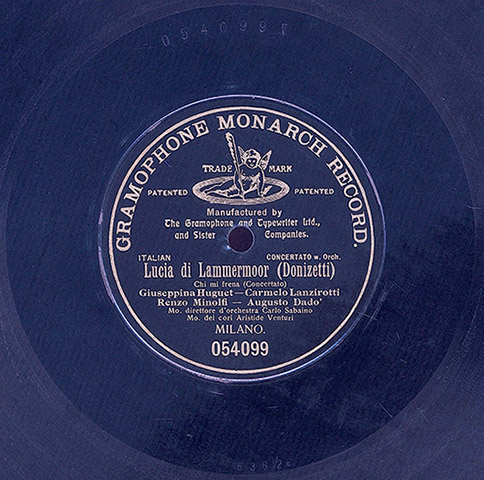 054099
GRAMOPHONE MONARCH RECORD.
TRADE MARK
PATENTED PATENTED
Manufactured by
The Gramophone and Typewriter Ltd.,
and Sister Companies.
ITALIAN CONCERTATO w. Orch.
Lucia di Lammermoor (Donizetti)
Chi mi frena (Concertato)
Giuseppina Huguet — Carmelo Lanzirotti
Renzo Minolfi — Augusto Dado'
Mo. direttore d'orchestra Carlo Sabaino
Mo. dei cori Aristide Venturi
MILANO.
054099